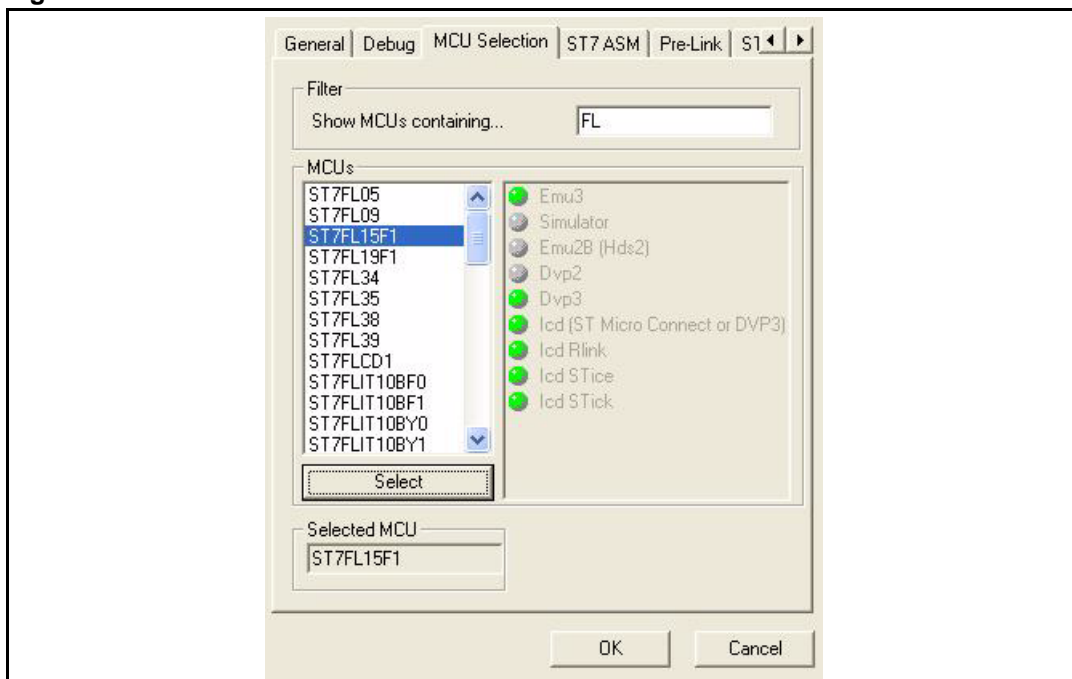 General Debug MCU Selection ST7 ASM Pre-Link
Filter
Show MCUs containing... FL
MCUs
ST7FL05
ST7FL09
ST7FL15F1
ST7FL19F1
ST7FL34
ST7FL35
ST7FL38
ST7FL39
ST7FLCD1
ST7FLIT10BF0
ST7FLIT10BF1
ST7FLIT10BY0
ST7FLIT10BY1
Emu3
Simulator
Emu2B (Hds2)
Dvp2
Dvp3
Icd (ST Micro Connect or DVP3)
Icd Rlink
Icd STice
Icd STick
Select
Selected MCU
ST7FL15F1
OK Cancel